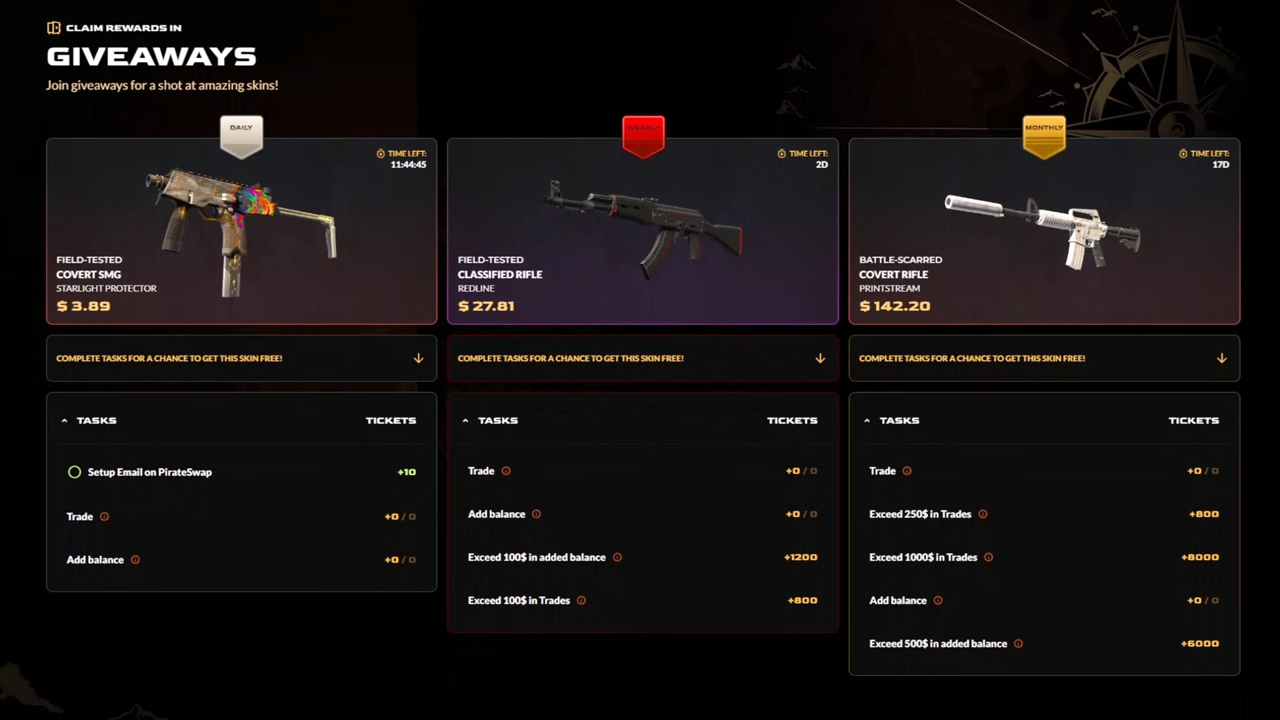 CLAIM REWARDS IN
GIVEAWAYS
Join giveaways for a shot at amazing skins!
DAILY
TIME LEFT:
11:44:45
FIELD-TESTED
COVERT SMG
STARLIGHT PROTECTOR
$ 3.89
COMPLETE TASKS FOR A CHANCE TO GET THIS SKIN FREE!
TASKS TICKETS
Setup Email on PirateSwap +10
Trade +0 / 0
Add balance +0 / 0
WEEKLY
TIME LEFT:
2D
FIELD-TESTED
CLASSIFIED RIFLE
REDLINE
$ 27.81
COMPLETE TASKS FOR A CHANCE TO GET THIS SKIN FREE!
TASKS TICKETS
Trade +0 / 0
Add balance +0 / 0
Exceed 100$ in added balance +1200
Exceed 100$ in Trades +800
MONTHLY
TIME LEFT:
17D
BATTLE-SCARRED
COVERT RIFLE
PRINTSTREAM
$ 142.20
COMPLETE TASKS FOR A CHANCE TO GET THIS SKIN FREE!
TASKS TICKETS
Trade +0 / 0
Exceed 250$ in Trades +800
Exceed 1000$ in Trades +8000
Add balance +0 / 0
Exceed 500$ in added balance +6000